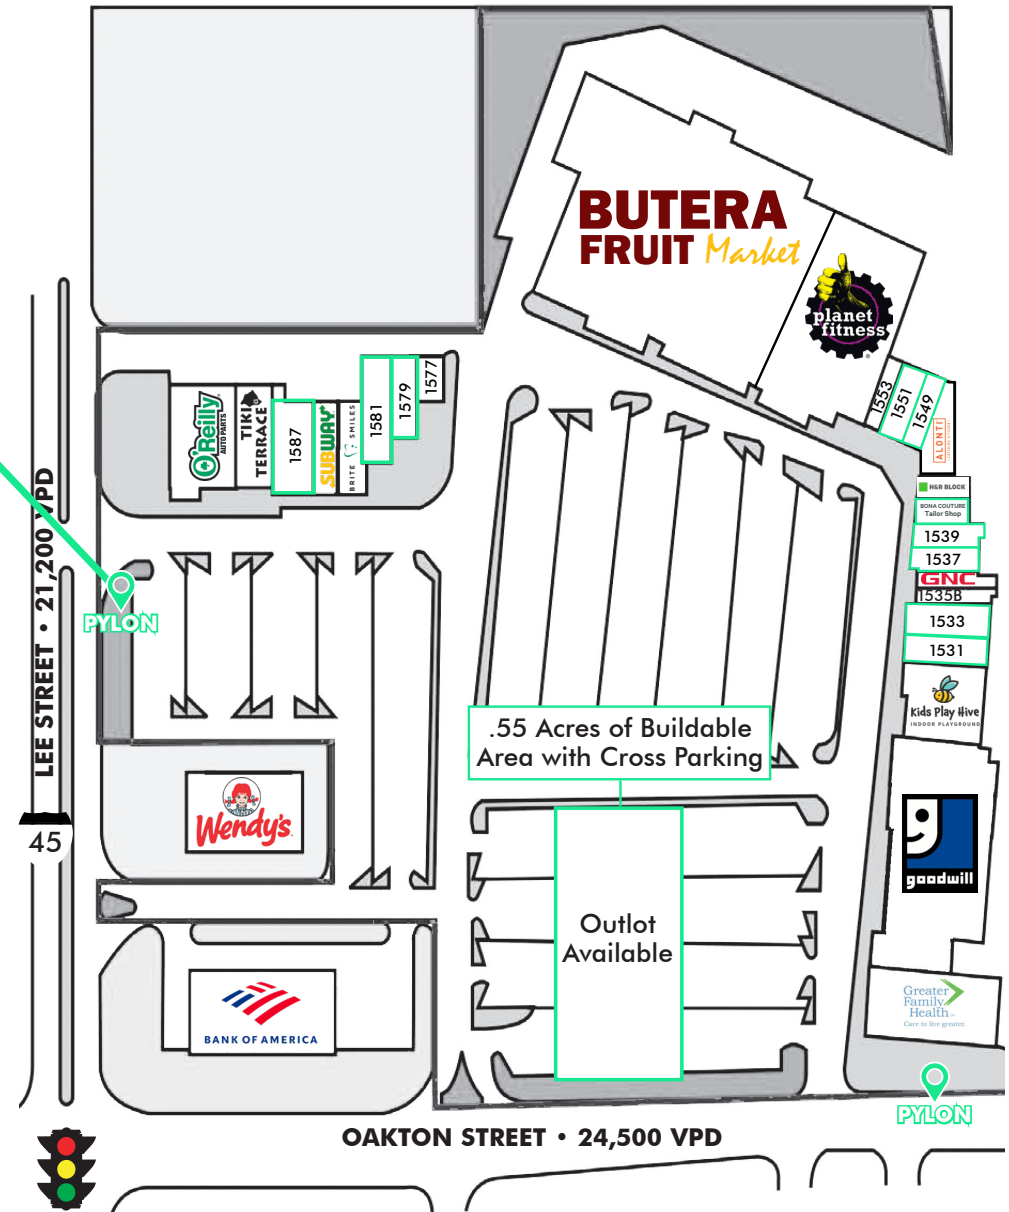 BUTERA
FRUIT Market
planet
fitness
1553
1551
1549
ALONTI
H&R BLOCK
BONA COUTURE
Tailor Shop
1539
1537
GNC
1535B
1533
1531
Kids Play Hive
INDOOR PLAYGROUND
goodwill
Greater
Family
Health
Care to live greater.
PYLON
O'Reilly
AUTO PARTS
TIKI
TERRACE
1587
SUBWAY
BRITE SMILES
1581
1579
1577
LEE STREET • 21,200 VPD
PYLON
45
Wendy's
BANK OF AMERICA
.55 Acres of Buildable
Area with Cross Parking
Outlot
Available
OAKTON STREET • 24,500 VPD